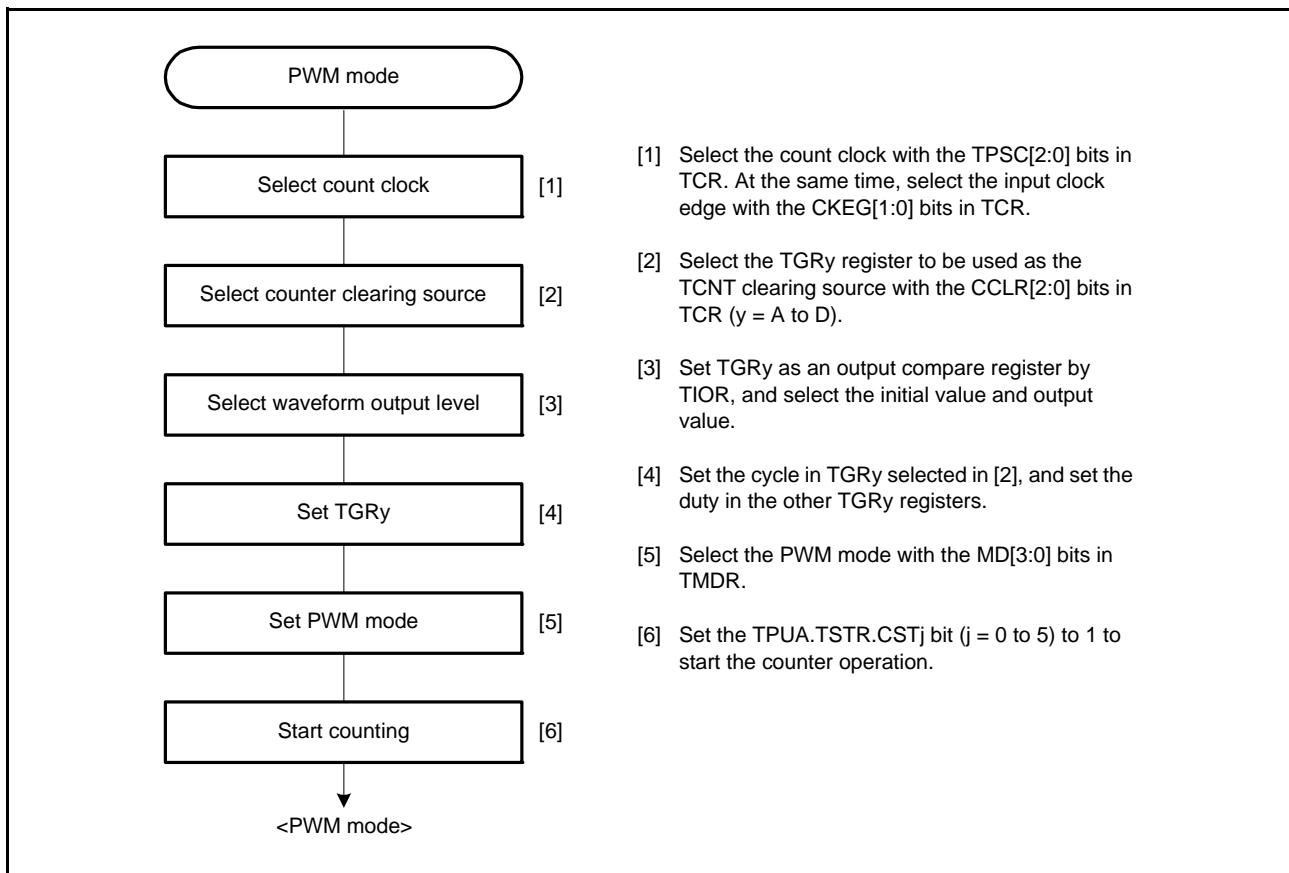 PWM mode
Select count clock [1]
Select counter clearing source [2]
Select waveform output level [3]
Set TGRy [4]
Set PWM mode [5]
Start counting [6]
<PWM mode>
[1] Select the count clock with the TPSC[2:0] bits in
TCR. At the same time, select the input clock
edge with the CKEG[1:0] bits in TCR.
[2] Select the TGRy register to be used as the
TCNT clearing source with the CCLR[2:0] bits in
TCR (y = A to D).
[3] Set TGRy as an output compare register by
TIOR, and select the initial value and output
value.
[4] Set the cycle in TGRy selected in [2], and set the
duty in the other TGRy registers.
[5] Select the PWM mode with the MD[3:0] bits in
TMDR.
[6] Set the TPUA.TSTR.CSTj bit (j = 0 to 5) to 1 to
start the counter operation.